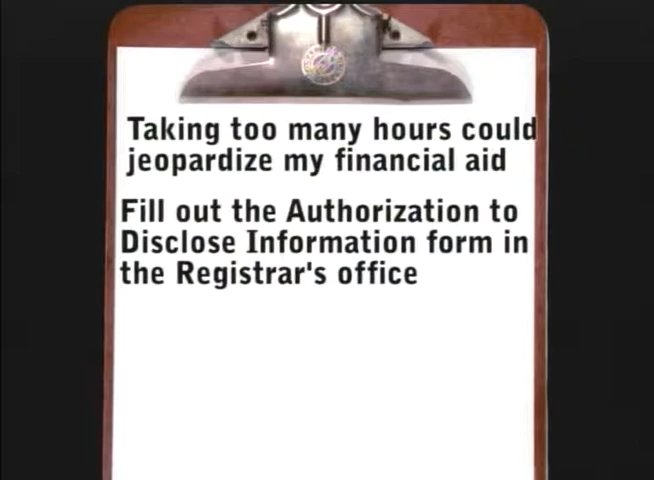 Taking too many hours could
jeopardize my financial aid
Fill out the Authorization to
Disclose Information form in
the Registrar's office